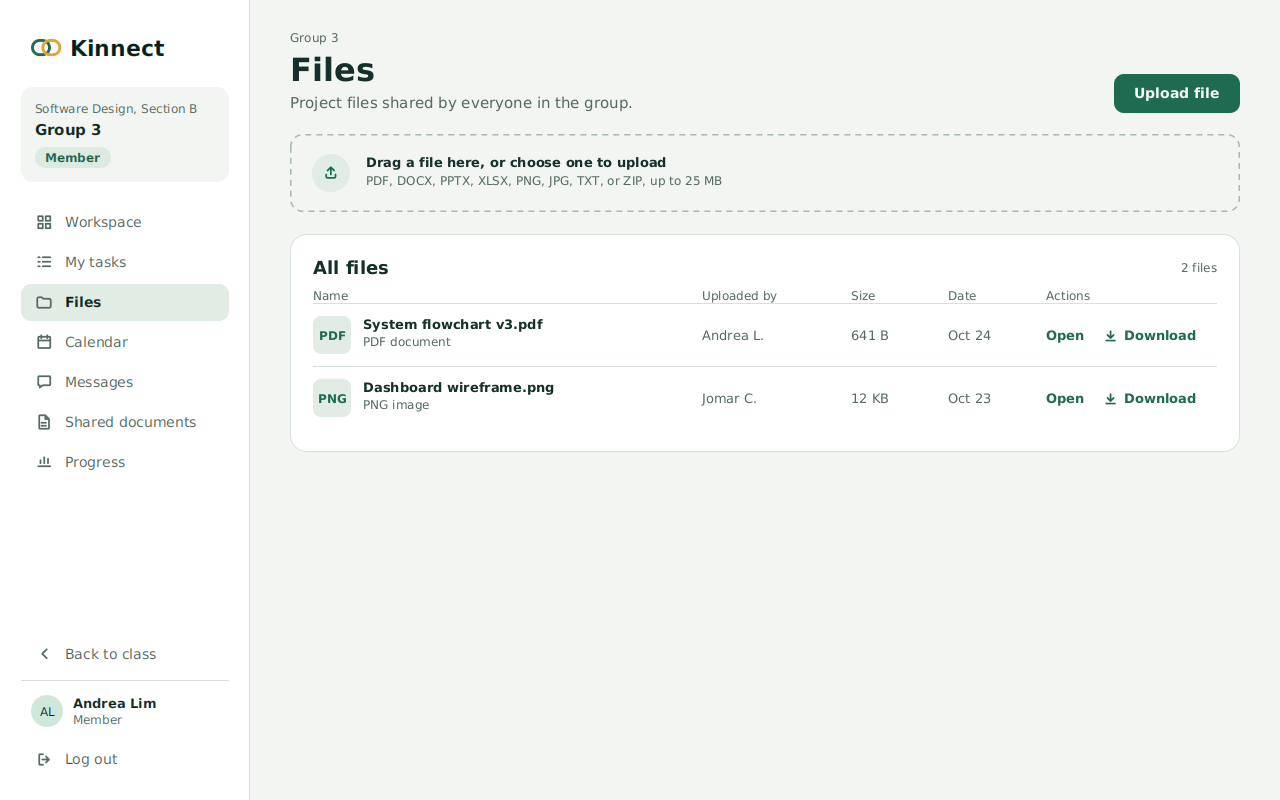 Kinnect
Software Design, Section B
Group 3
Member
Workspace
My tasks
Files
Calendar
Messages
Shared documents
Progress
Back to class
AL
Andrea Lim
Member
Log out
Group 3
Files
Project files shared by everyone in the group.
Upload file
Drag a file here, or choose one to upload
PDF, DOCX, PPTX, XLSX, PNG, JPG, TXT, or ZIP, up to 25 MB
All files
2 files
Name Uploaded by Size Date Actions
PDF System flowchart v3.pdf Andrea L. 641 B Oct 24 Open Download
PDF document
PNG Dashboard wireframe.png Jomar C. 12 KB Oct 23 Open Download
PNG image